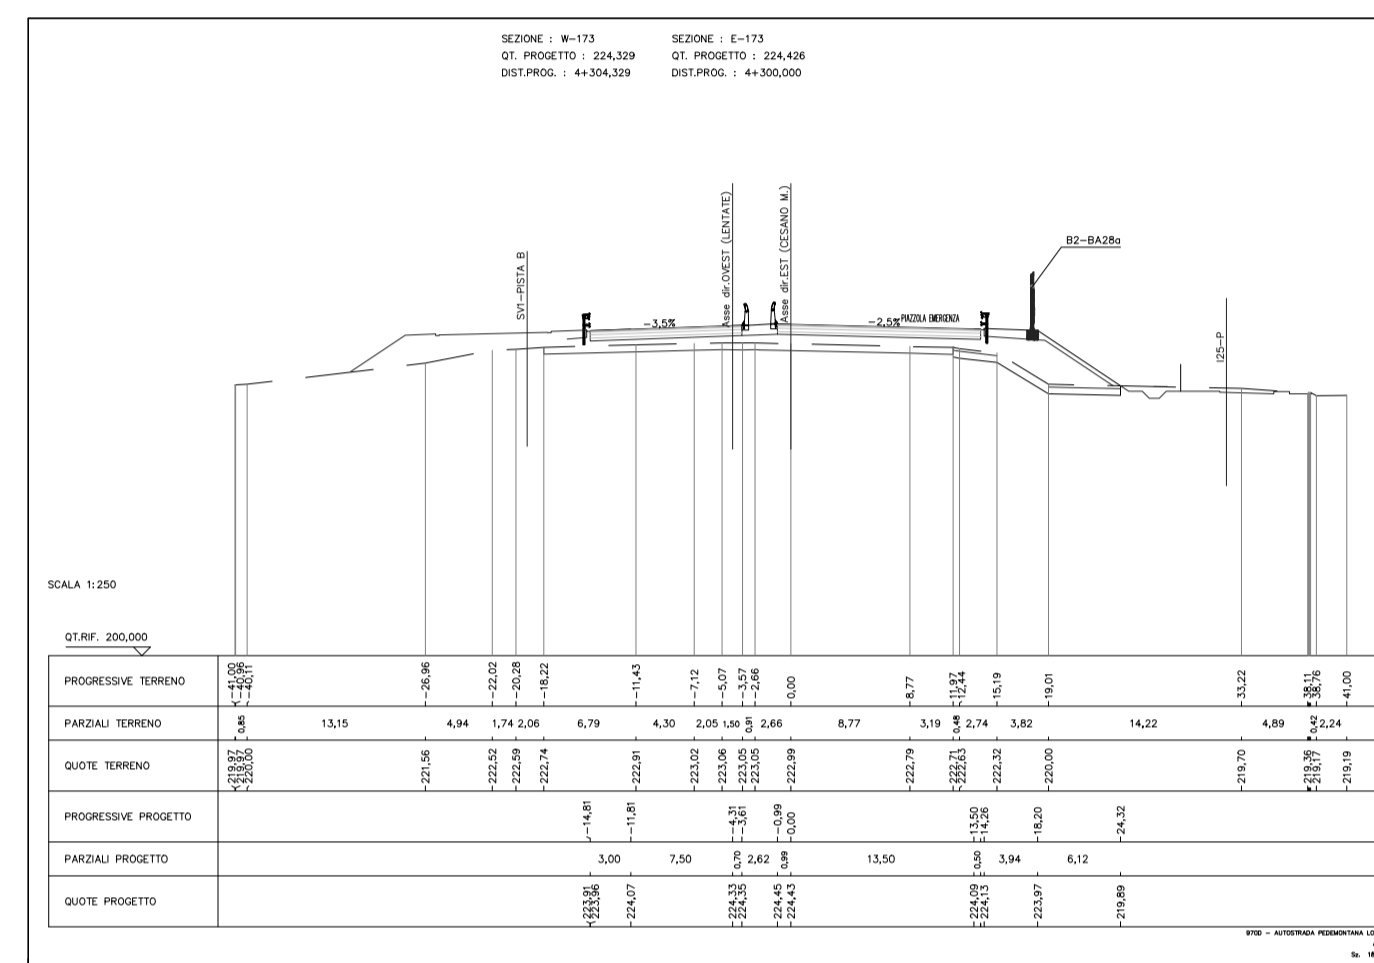 SEZIONE : W-173 SEZIONE : E-173
QT. PROGETTO : 224,329 QT. PROGETTO : 224,426
DIST.PROG. : 4+304,329 DIST.PROG. : 4+300,000
SV1-PISTA B
Asse dir.OVEST (LENTATE)
Asse dir.EST (CESANO M.)
B2-BA28a
I25-P
-3,5%
-2,5%
PIAZZOLA EMERGENZA
SCALA 1:250
QT.RIF. 200,000
PROGRESSIVE TERRENO -41,00 -40,96 -40,11 -26,96 -22,02 -20,28 -18,22 -11,43 -7,12 -5,07 -3,57 -2,66 0,00 8,77 11,97 12,44 15,19 19,01 33,22 38,11 38,76 41,00
PARZIALI TERRENO 0,85 13,15 4,94 1,74 2,06 6,79 4,30 2,05 1,50 0,91 2,66 8,77 3,19 0,48 2,74 3,82 14,22 4,89 0,42 2,24
QUOTE TERRENO 219,97 219,97 220,00 221,56 222,52 222,59 222,74 222,91 223,02 223,06 223,05 223,05 222,99 222,79 222,71 222,63 222,32 220,00 219,70 219,36 219,17 219,19
PROGRESSIVE PROGETTO -14,81 -11,81 -4,31 -3,61 -0,99 0,00 13,50 14,26 18,20 24,32
PARZIALI PROGETTO 3,00 7,50 0,70 2,62 0,99 13,50 0,50 3,94 6,12
QUOTE PROGETTO 223,91 223,96 224,07 224,33 224,35 224,45 224,43 224,09 224,13 223,97 219,89
9700 - AUTOSTRADA PEDEMONTANA LO
Sz. 18